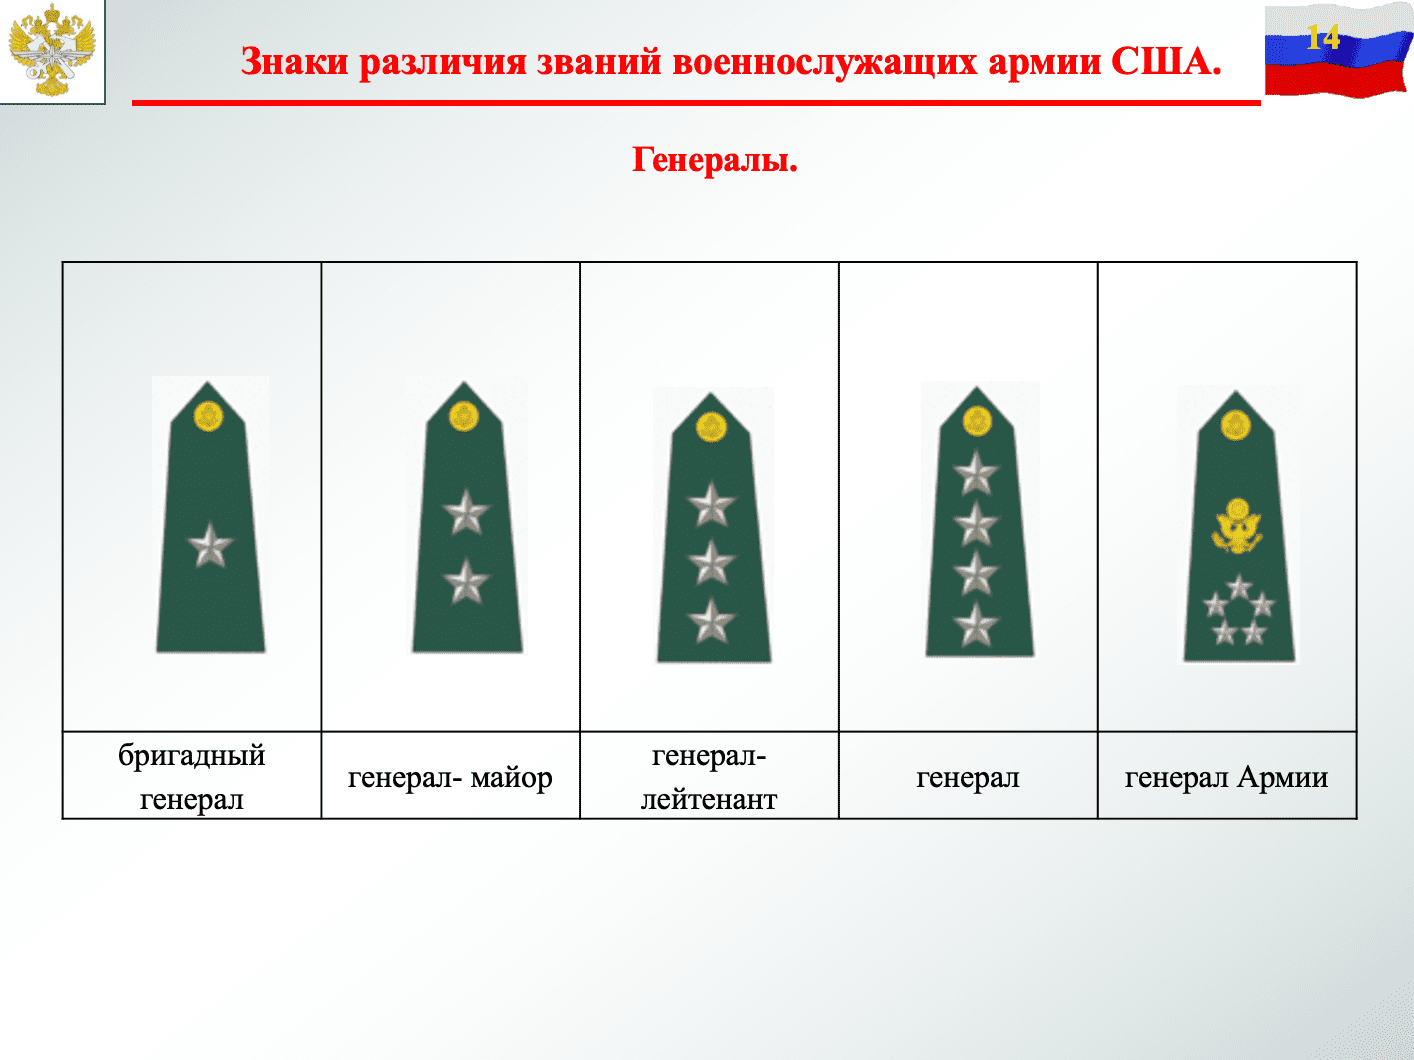 Знаки различия званий военнослужащих армии США.
14
Генералы.
бригадный
генерал
генерал- майор
генерал-
лейтенант
генерал
генерал Армии